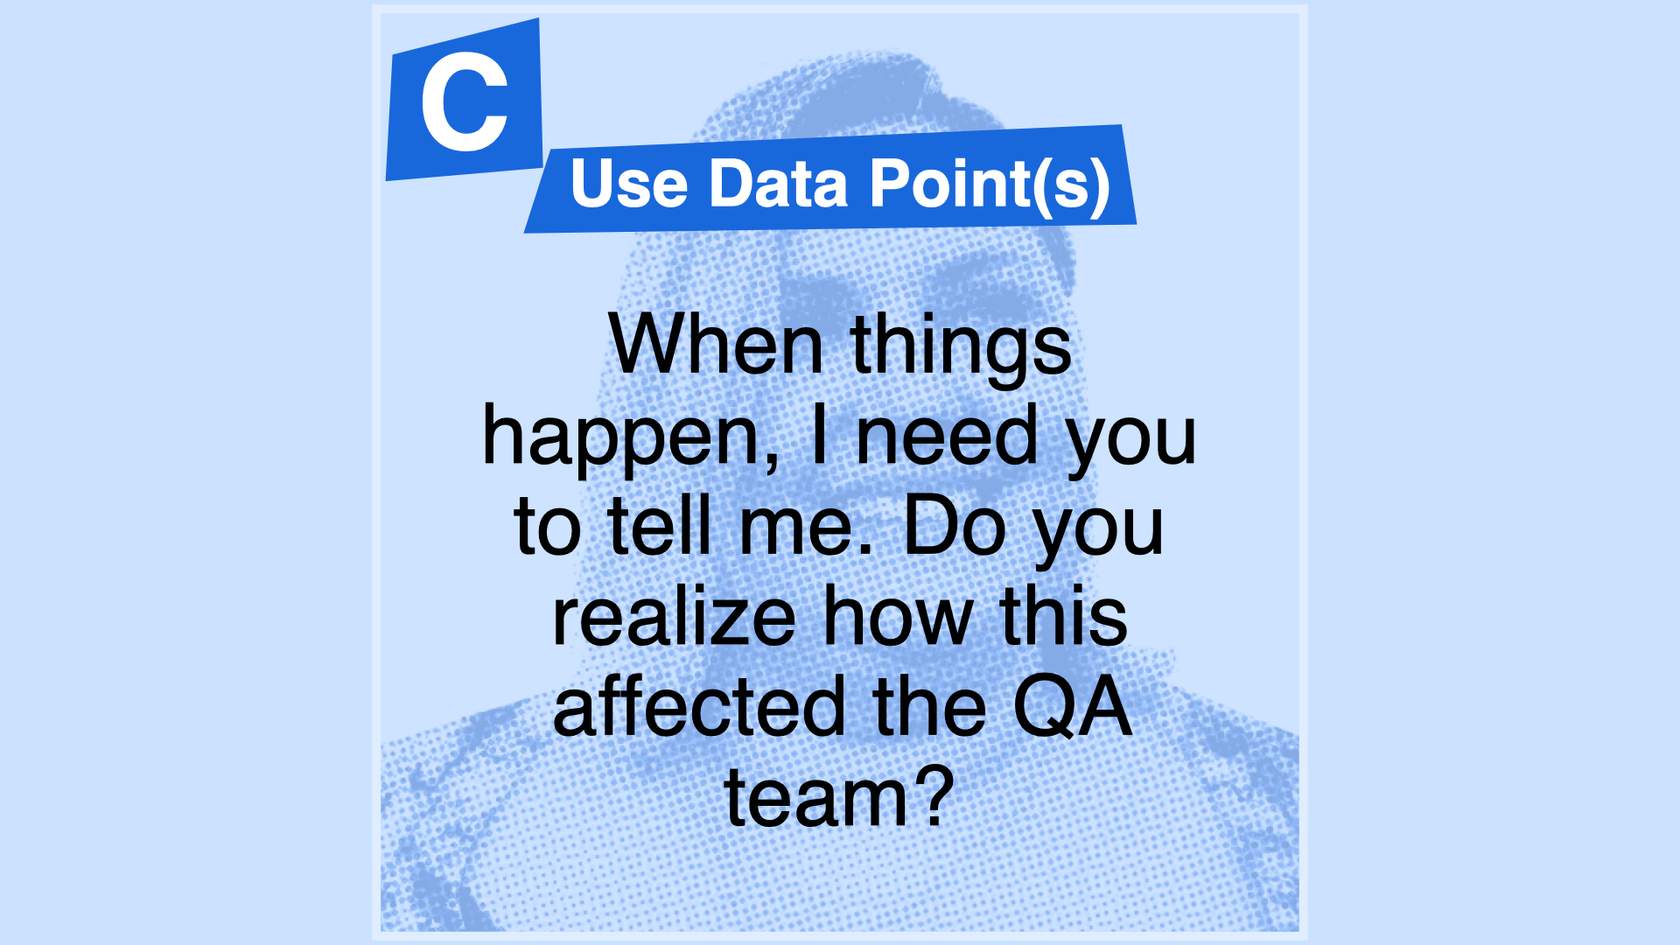 C
Use Data Point(s)
When things
happen, I need you
to tell me. Do you
realize how this
affected the QA
team?